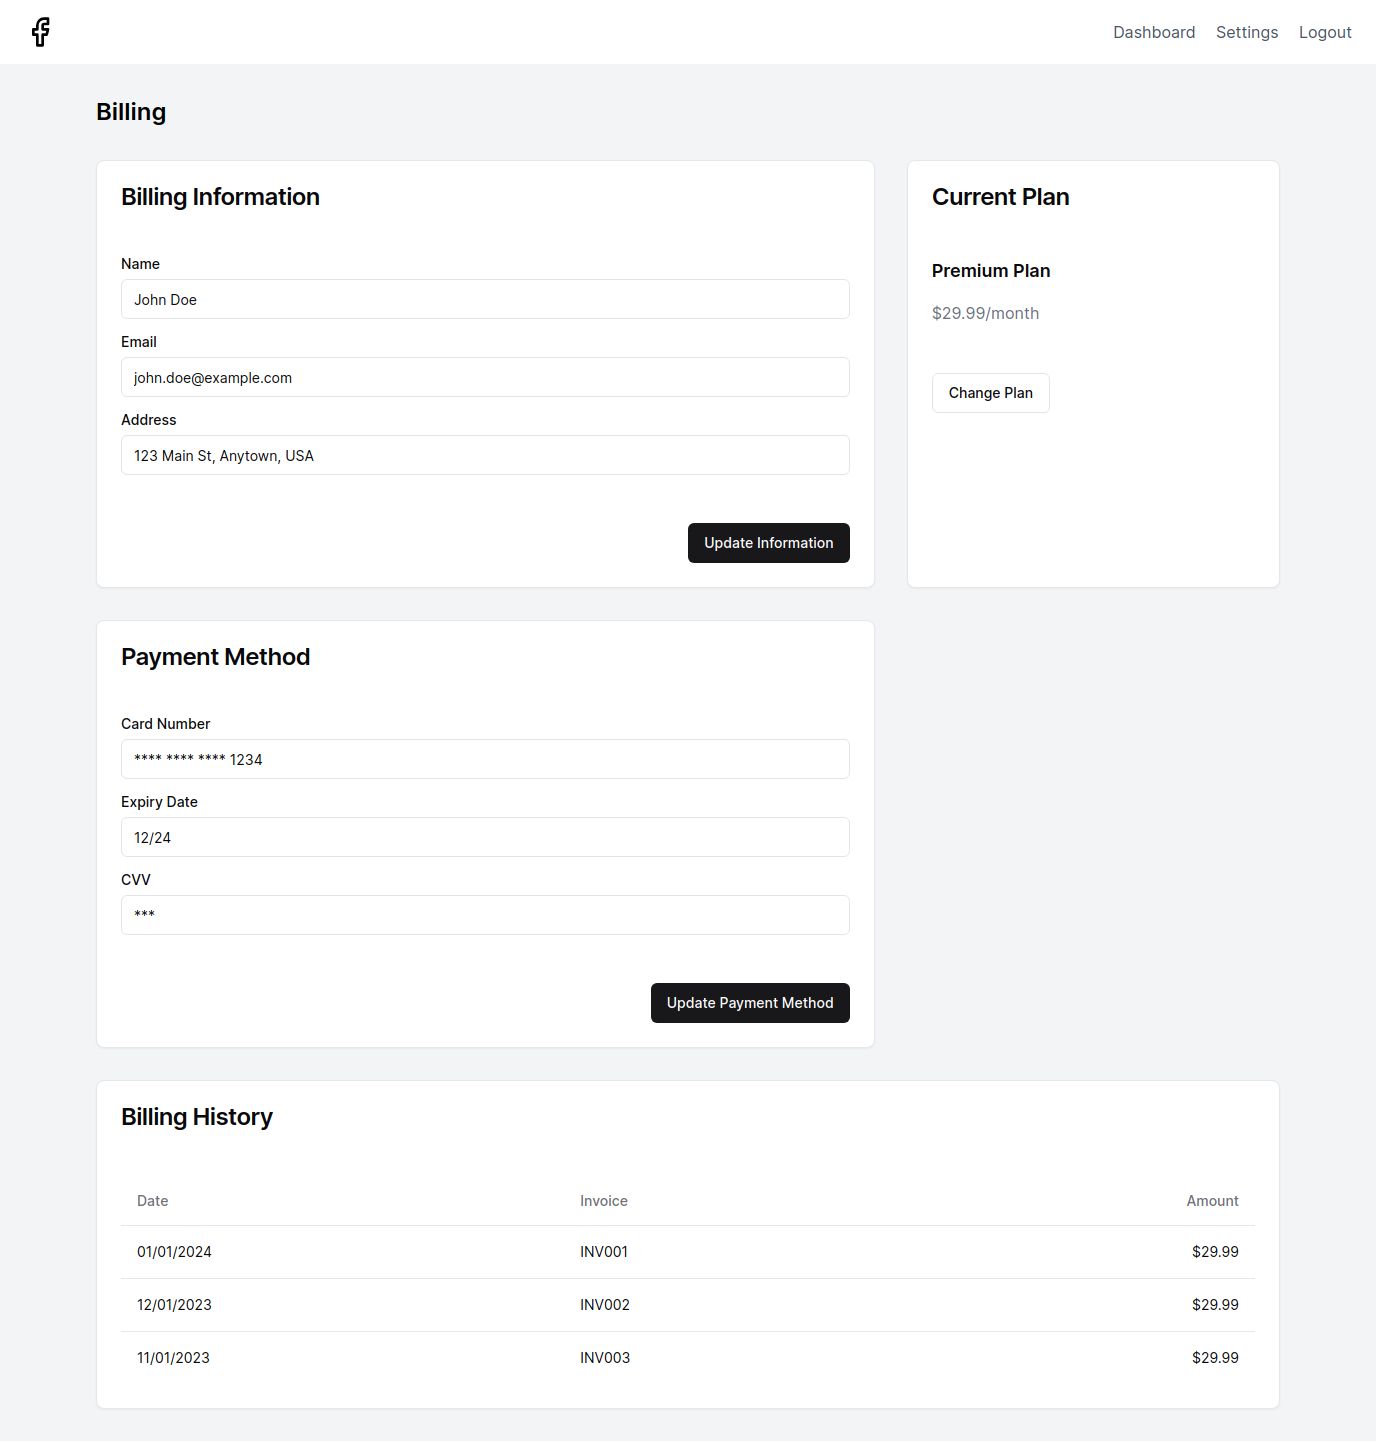 Dashboard Settings Logout
Billing
Billing Information
Name
John Doe
Email
john.doe@example.com
Address
123 Main St, Anytown, USA
Update Information
Current Plan
Premium Plan
$29.99/month
Change Plan
Payment Method
Card Number
**** **** **** 1234
Expiry Date
12/24
CVV
***
Update Payment Method
Billing History
Date Invoice Amount
01/01/2024 INV001 $29.99
12/01/2023 INV002 $29.99
11/01/2023 INV003 $29.99